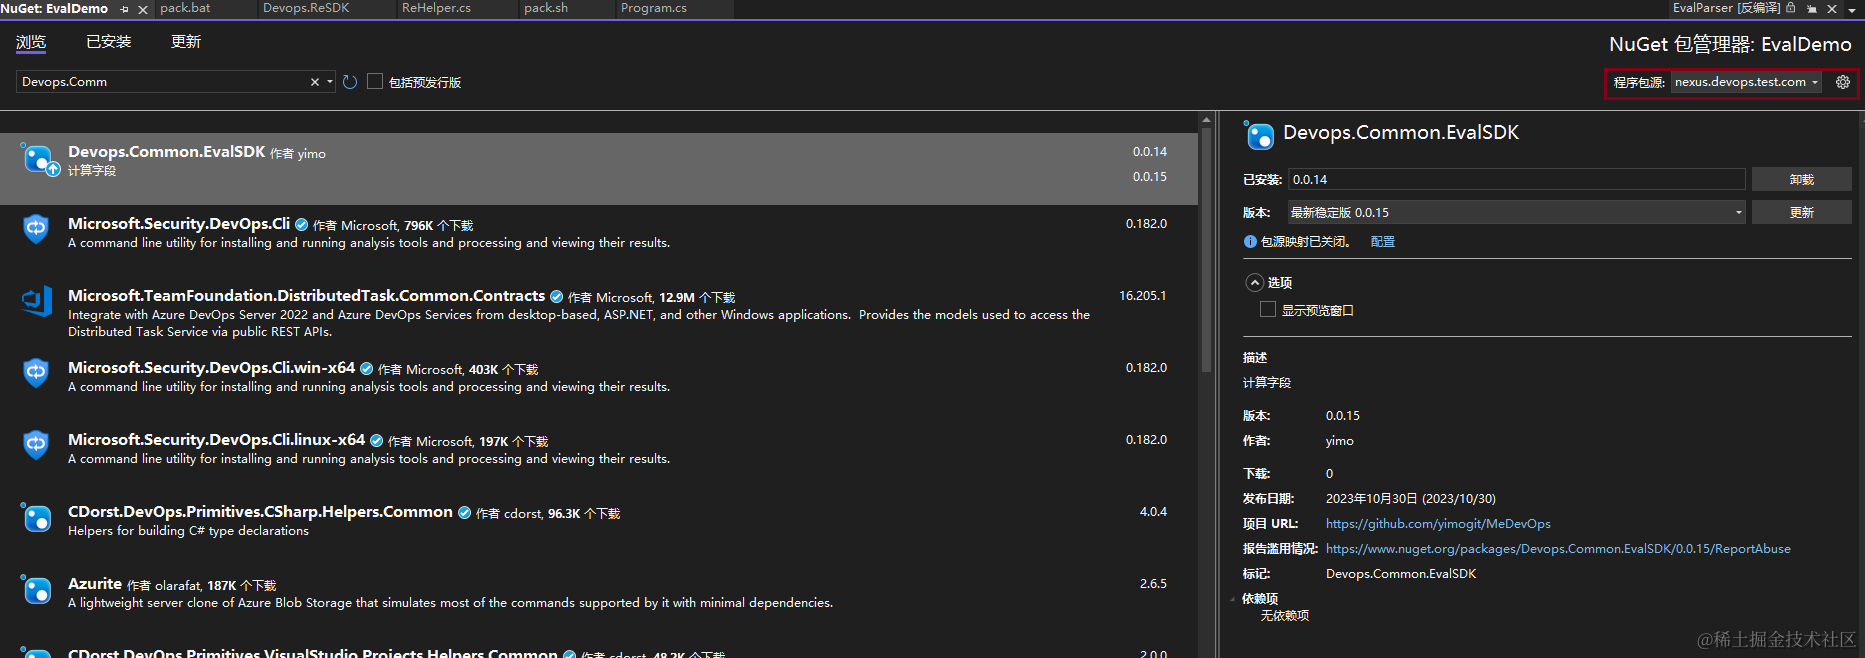 NuGet: EvalDemo
pack.bat
Devops.ReSDK
ReHelper.cs
pack.sh
Program.cs
EvalParser [反编译]
浏览
已安装
更新
NuGet 包管理器: EvalDemo
Devops.Comm
包括预发行版
程序包源: nexus.devops.test.com
Devops.Common.EvalSDK 作者 yimo
0.0.14
计算字段
0.0.15
Microsoft.Security.DevOps.Cli 作者 Microsoft, 796K 个下载
0.182.0
A command line utility for installing and running analysis tools and processing and viewing their results.
Microsoft.TeamFoundation.DistributedTask.Common.Contracts 作者 Microsoft, 12.9M 个下载
16.205.1
Integrate with Azure DevOps Server 2022 and Azure DevOps Services from desktop-based, ASP.NET, and other Windows applications. Provides the models used to access the
Distributed Task Service via public REST APIs.
Microsoft.Security.DevOps.Cli.win-x64 作者 Microsoft, 403K 个下载
0.182.0
A command line utility for installing and running analysis tools and processing and viewing their results.
Microsoft.Security.DevOps.Cli.linux-x64 作者 Microsoft, 197K 个下载
0.182.0
A command line utility for installing and running analysis tools and processing and viewing their results.
CDorst.DevOps.Primitives.CSharp.Helpers.Common 作者 cdorst, 96.3K 个下载
4.0.4
Helpers for building C# type declarations
Azurite 作者 olarafat, 187K 个下载
2.6.5
A lightweight server clone of Azure Blob Storage that simulates most of the commands supported by it with minimal dependencies.
CDorst.DevOps.Primitives.VisualStudio.Projects.Helpers.Common 作者 cdorst, 48.2K 个下载
2.0.0
Devops.Common.EvalSDK
已安装: 0.0.14
卸载
版本: 最新稳定版 0.0.15
更新
包源映射已关闭。 配置
选项
显示预览窗口
描述
计算字段
版本: 0.0.15
作者: yimo
下载: 0
发布日期: 2023年10月30日 (2023/10/30)
项目 URL: https://github.com/yimogit/MeDevOps
报告滥用情况: https://www.nuget.org/packages/Devops.Common.EvalSDK/0.0.15/ReportAbuse
标记: Devops.Common.EvalSDK
依赖项
无依赖项
@稀土掘金技术社区